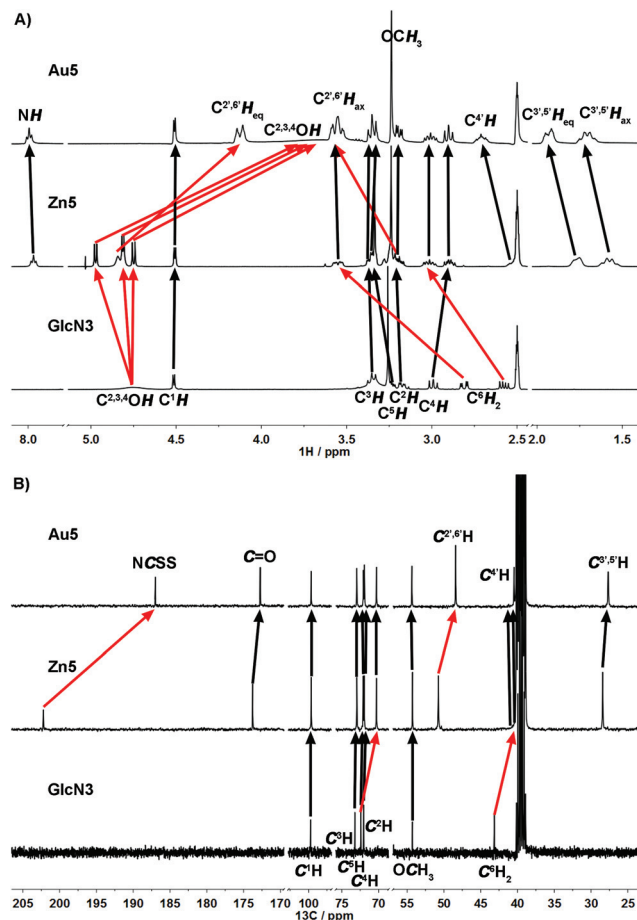 A)
OCH₃
Au5
NH
C²',⁶'Heq
C²',⁶'Hax
C²,³,⁴OH
C⁴'H
C³',⁵'Heq
C³',⁵'Hax
Zn5
GlcN3
C²,³,⁴OH
C¹H
C³H
C⁵H
C²H
C⁴H
C⁶H₂
8.0 5.0 4.5 4.0 3.5 3.0 2.5 2.0 1.5
1H / ppm
B)
Au5
NCSS
C=O
C²',⁶'H
C⁴'H
C³',⁵'H
Zn5
GlcN3
C³H
C²H
C¹H
C⁵H
C⁴H
OCH₃
C⁶H₂
205 200 195 190 185 180 175 170 100 75 70 55 50 45 40 35 30 25
13C / ppm